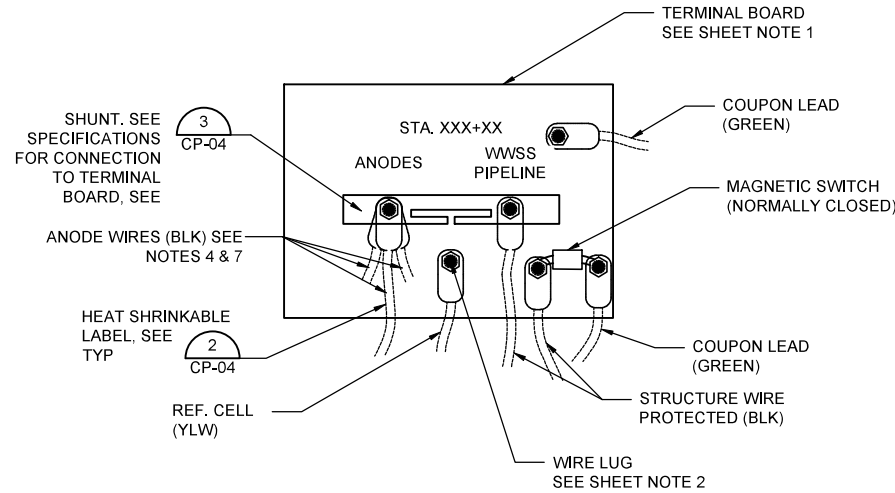 TERMINAL BOARD
SEE SHEET NOTE 1
SHUNT. SEE
SPECIFICATIONS
FOR CONNECTION
TO TERMINAL
BOARD, SEE
3
CP-04
STA. XXX+XX
ANODES
WWSS
PIPELINE
COUPON LEAD
(GREEN)
MAGNETIC SWITCH
(NORMALLY CLOSED)
ANODE WIRES (BLK) SEE
NOTES 4 & 7
HEAT SHRINKABLE
LABEL, SEE
TYP
2
CP-04
REF. CELL
(YLW)
COUPON LEAD
(GREEN)
STRUCTURE WIRE
PROTECTED (BLK)
WIRE LUG
SEE SHEET NOTE 2